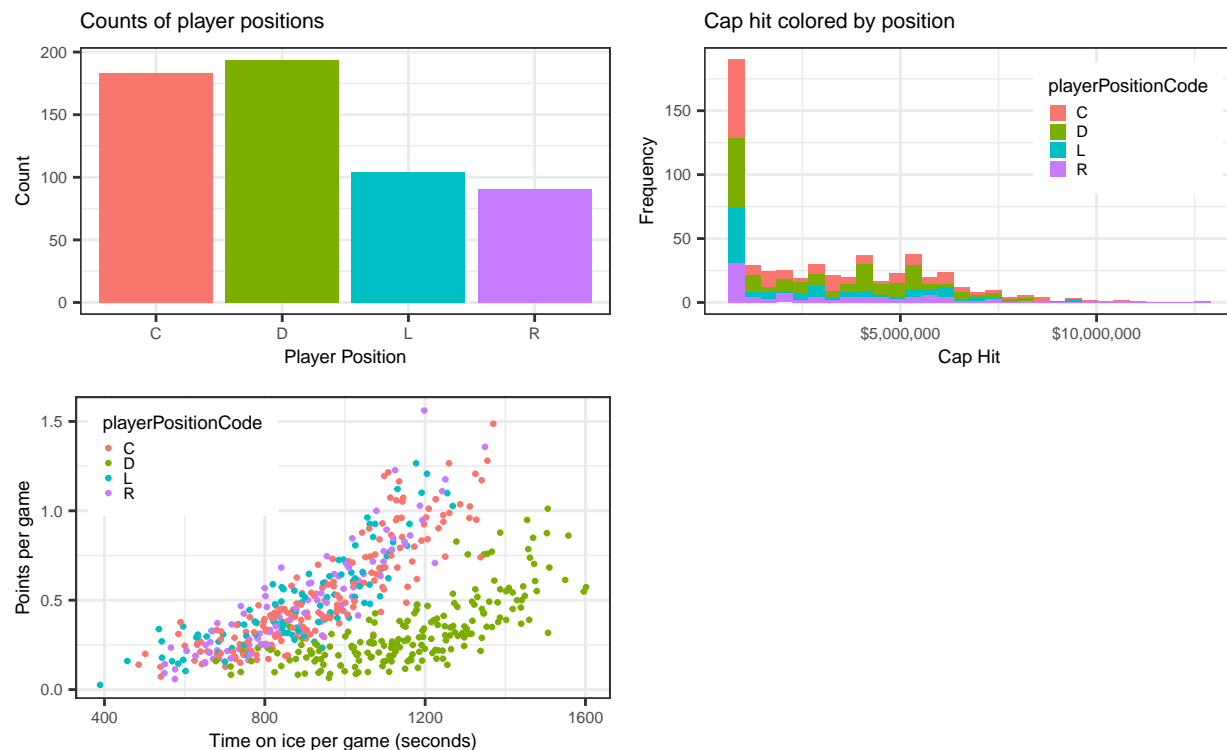 Counts of player positions
200
150
100
50
0
Count
C D L R
Player Position
Cap hit colored by position
150
100
50
0
Frequency
playerPositionCode
C
D
L
R
$5,000,000 $10,000,000
Cap Hit
1.5
1.0
0.5
0.0
Points per game
playerPositionCode
C
D
L
R
400 800 1200 1600
Time on ice per game (seconds)